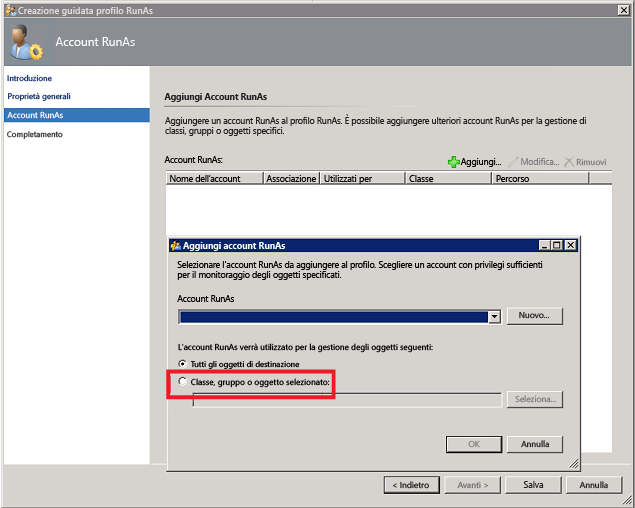 Creazione guidata profilo RunAs
Account RunAs
Introduzione
Proprietà generali
Account RunAs
Completamento
Aggiungi Account RunAs
Aggiungere un account RunAs al profilo RunAs. È possibile aggiungere ulteriori account RunAs per la gestione di
classi, gruppi o oggetti specifici.
Account RunAs:
Aggiungi... Modifica... Rimuovi
Nome dell'account Associazione Utilizzati per Classe Percorso
Aggiungi account RunAs
Selezionare l'account RunAs da aggiungere al profilo. Scegliere un account con privilegi sufficienti
per il monitoraggio degli oggetti specificati.
Account RunAs
Nuovo...
L'account RunAs verrà utilizzato per la gestione degli oggetti seguenti:
Tutti gli oggetti di destinazione
Classe, gruppo o oggetto selezionato:
Seleziona...
OK Annulla
< Indietro Avanti > Salva Annulla